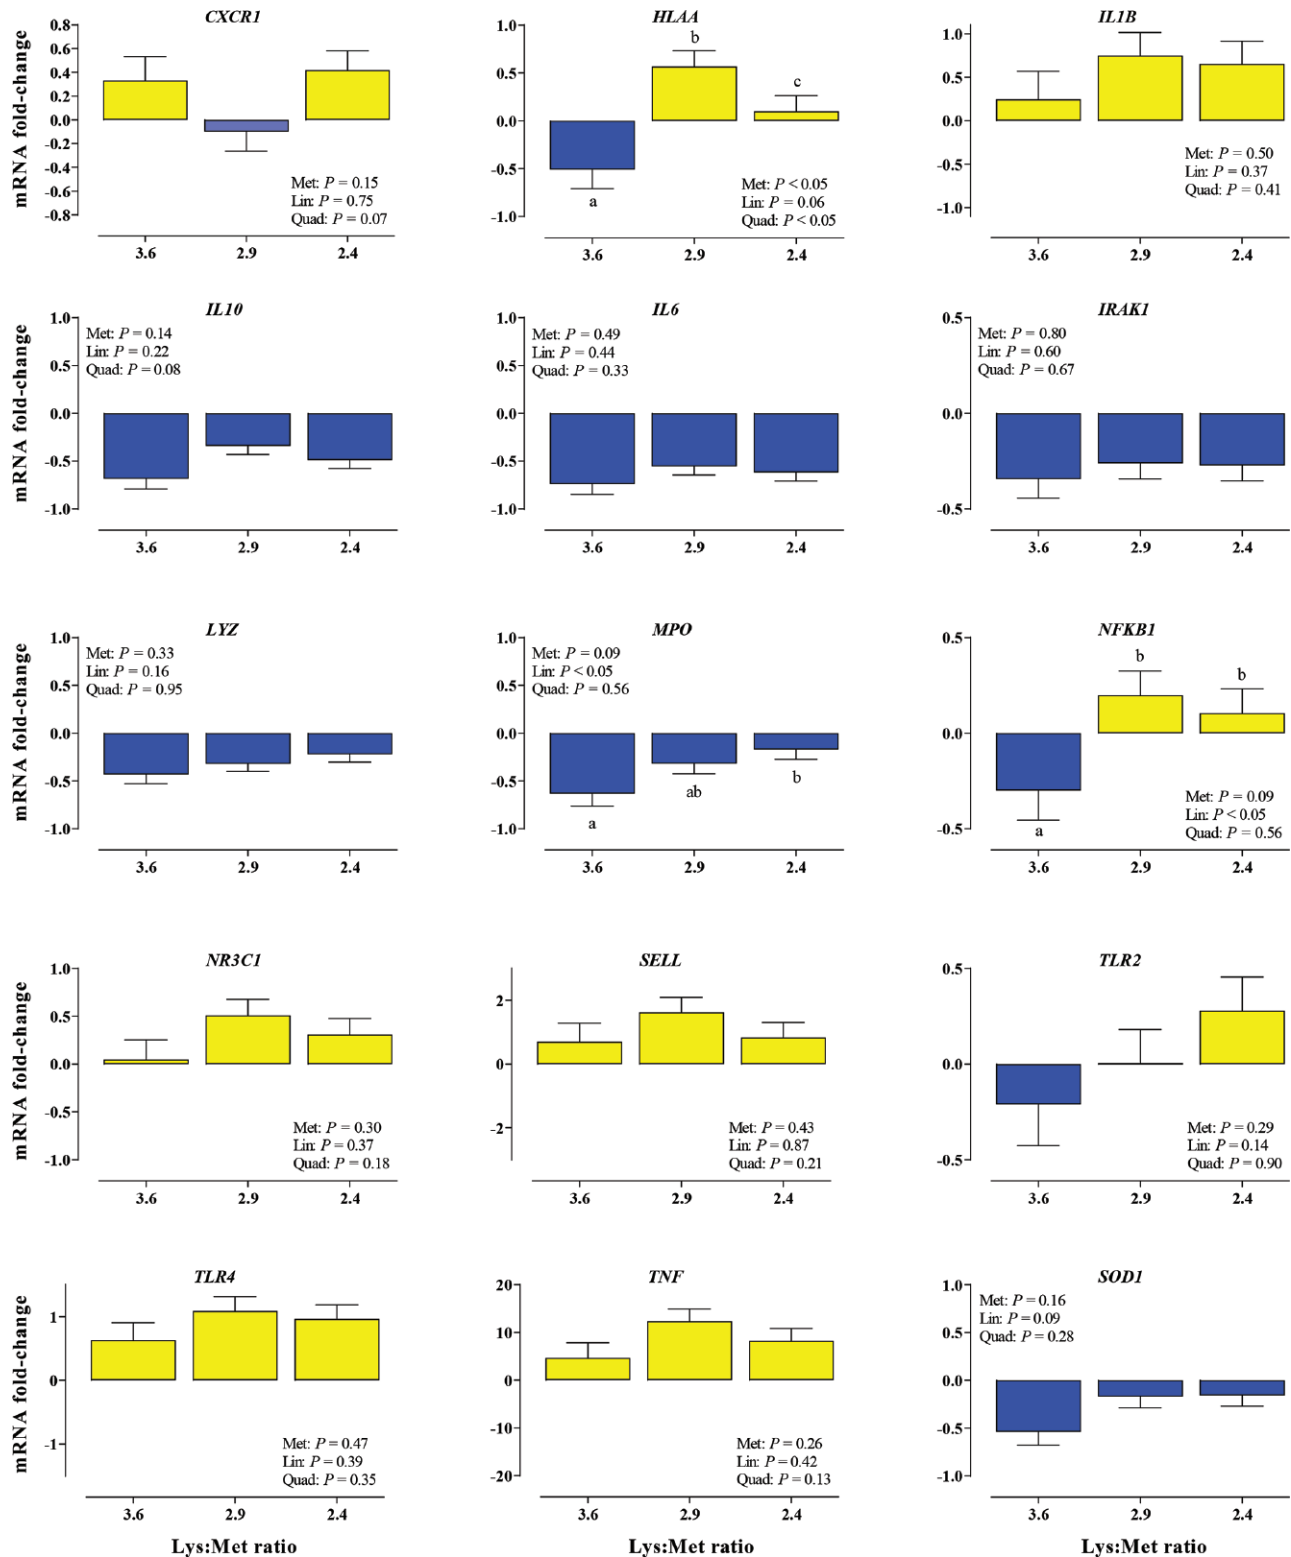 CXCR1
mRNA fold-change
0.8
0.6
0.4
0.2
0.0
-0.2
-0.4
-0.6
-0.8
Met: P = 0.15
Lin: P = 0.75
Quad: P = 0.07
3.6 2.9 2.4
HLAA
1.0
0.5
0.0
-0.5
-1.0
a
b
c
Met: P < 0.05
Lin: P = 0.06
Quad: P < 0.05
3.6 2.9 2.4
IL1B
1.0
0.5
0.0
-0.5
-1.0
Met: P = 0.50
Lin: P = 0.37
Quad: P = 0.41
3.6 2.9 2.4
IL10
mRNA fold-change
1.0
0.5
0.0
-0.5
-1.0
Met: P = 0.14
Lin: P = 0.22
Quad: P = 0.08
3.6 2.9 2.4
IL6
1.0
0.5
0.0
-0.5
-1.0
Met: P = 0.49
Lin: P = 0.44
Quad: P = 0.33
3.6 2.9 2.4
IRAK1
0.5
0.0
-0.5
Met: P = 0.80
Lin: P = 0.60
Quad: P = 0.67
3.6 2.9 2.4
LYZ
mRNA fold-change
1.0
0.5
0.0
-0.5
-1.0
Met: P = 0.33
Lin: P = 0.16
Quad: P = 0.95
3.6 2.9 2.4
MPO
1.0
0.5
0.0
-0.5
-1.0
Met: P = 0.09
Lin: P < 0.05
Quad: P = 0.56
a
ab
b
3.6 2.9 2.4
NFKB1
0.5
0.0
-0.5
a
b
b
Met: P = 0.09
Lin: P < 0.05
Quad: P = 0.56
3.6 2.9 2.4
NR3C1
mRNA fold-change
1.0
0.5
0.0
-0.5
-1.0
Met: P = 0.30
Lin: P = 0.37
Quad: P = 0.18
3.6 2.9 2.4
SELL
2
0
-2
Met: P = 0.43
Lin: P = 0.87
Quad: P = 0.21
3.6 2.9 2.4
TLR2
0.5
0.0
-0.5
Met: P = 0.29
Lin: P = 0.14
Quad: P = 0.90
3.6 2.9 2.4
TLR4
mRNA fold-change
1
0
-1
Met: P = 0.47
Lin: P = 0.39
Quad: P = 0.35
3.6 2.9 2.4
Lys:Met ratio
TNF
20
10
0
-10
-20
Met: P = 0.26
Lin: P = 0.42
Quad: P = 0.13
3.6 2.9 2.4
Lys:Met ratio
SOD1
1.0
0.5
0.0
-0.5
-1.0
Met: P = 0.16
Lin: P = 0.09
Quad: P = 0.28
3.6 2.9 2.4
Lys:Met ratio